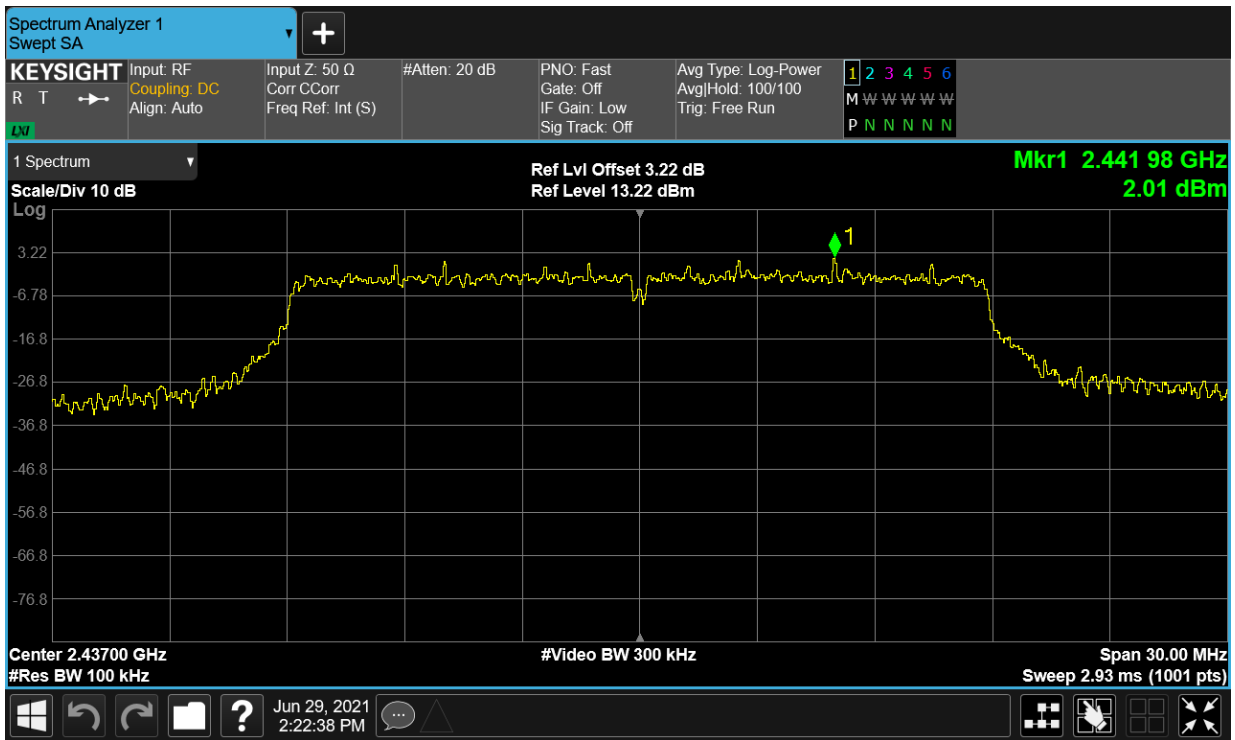 Spectrum Analyzer 1
Swept SA
KEYSIGHT
R T
LXI
Input: RF
Coupling: DC
Align: Auto
Input Z: 50 Ω
Corr CCorr
Freq Ref: Int (S)
#Atten: 20 dB
PNO: Fast
Gate: Off
IF Gain: Low
Sig Track: Off
Avg Type: Log-Power
Avg|Hold: 100/100
Trig: Free Run
1 2 3 4 5 6
M W W W W W
P N N N N N
1 Spectrum
Scale/Div 10 dB
Log
Ref Lvl Offset 3.22 dB
Ref Level 13.22 dBm
Mkr1 2.441 98 GHz
2.01 dBm
1
3.22
-6.78
-16.8
-26.8
-36.8
-46.8
-56.8
-66.8
-76.8
Center 2.43700 GHz
#Res BW 100 kHz
#Video BW 300 kHz
Span 30.00 MHz
Sweep 2.93 ms (1001 pts)
?
Jun 29, 2021
2:22:38 PM